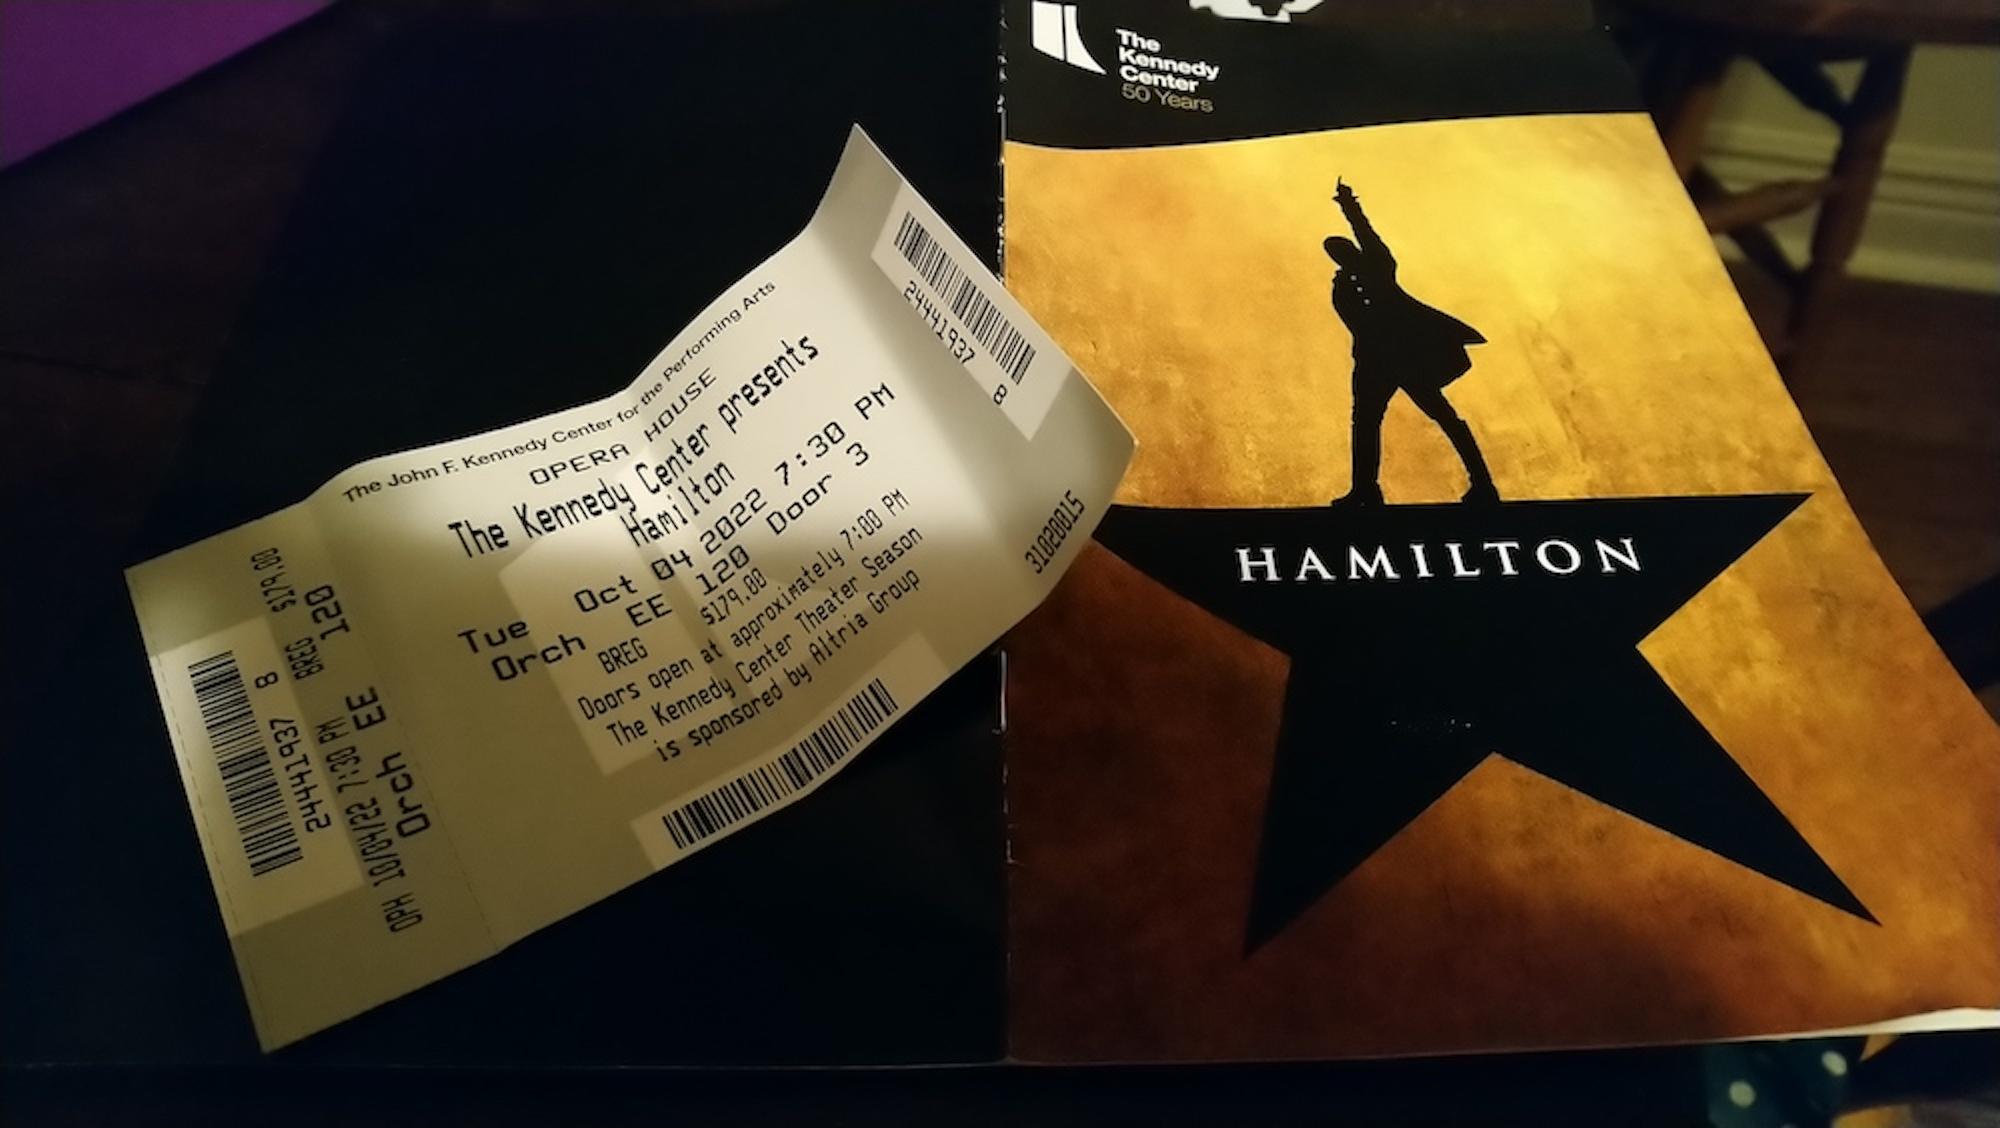 The John F. Kennedy Center for the Performing Arts
OPERA HOUSE
The Kennedy Center presents
Hamilton
Tue Oct 04 2022 7:30 PM
Orch EE 120 Door 3
BREG $179.00
Doors open at approximately 7:00 PM
The Kennedy Center Theater Season
is sponsored by Altria Group
24441937 8
31020015
24441937 8
BREG $179.00
OPH 10/04/22 7:30 PM
Orch EE 120
The
Kennedy
Center
50 Years
HAMILTON